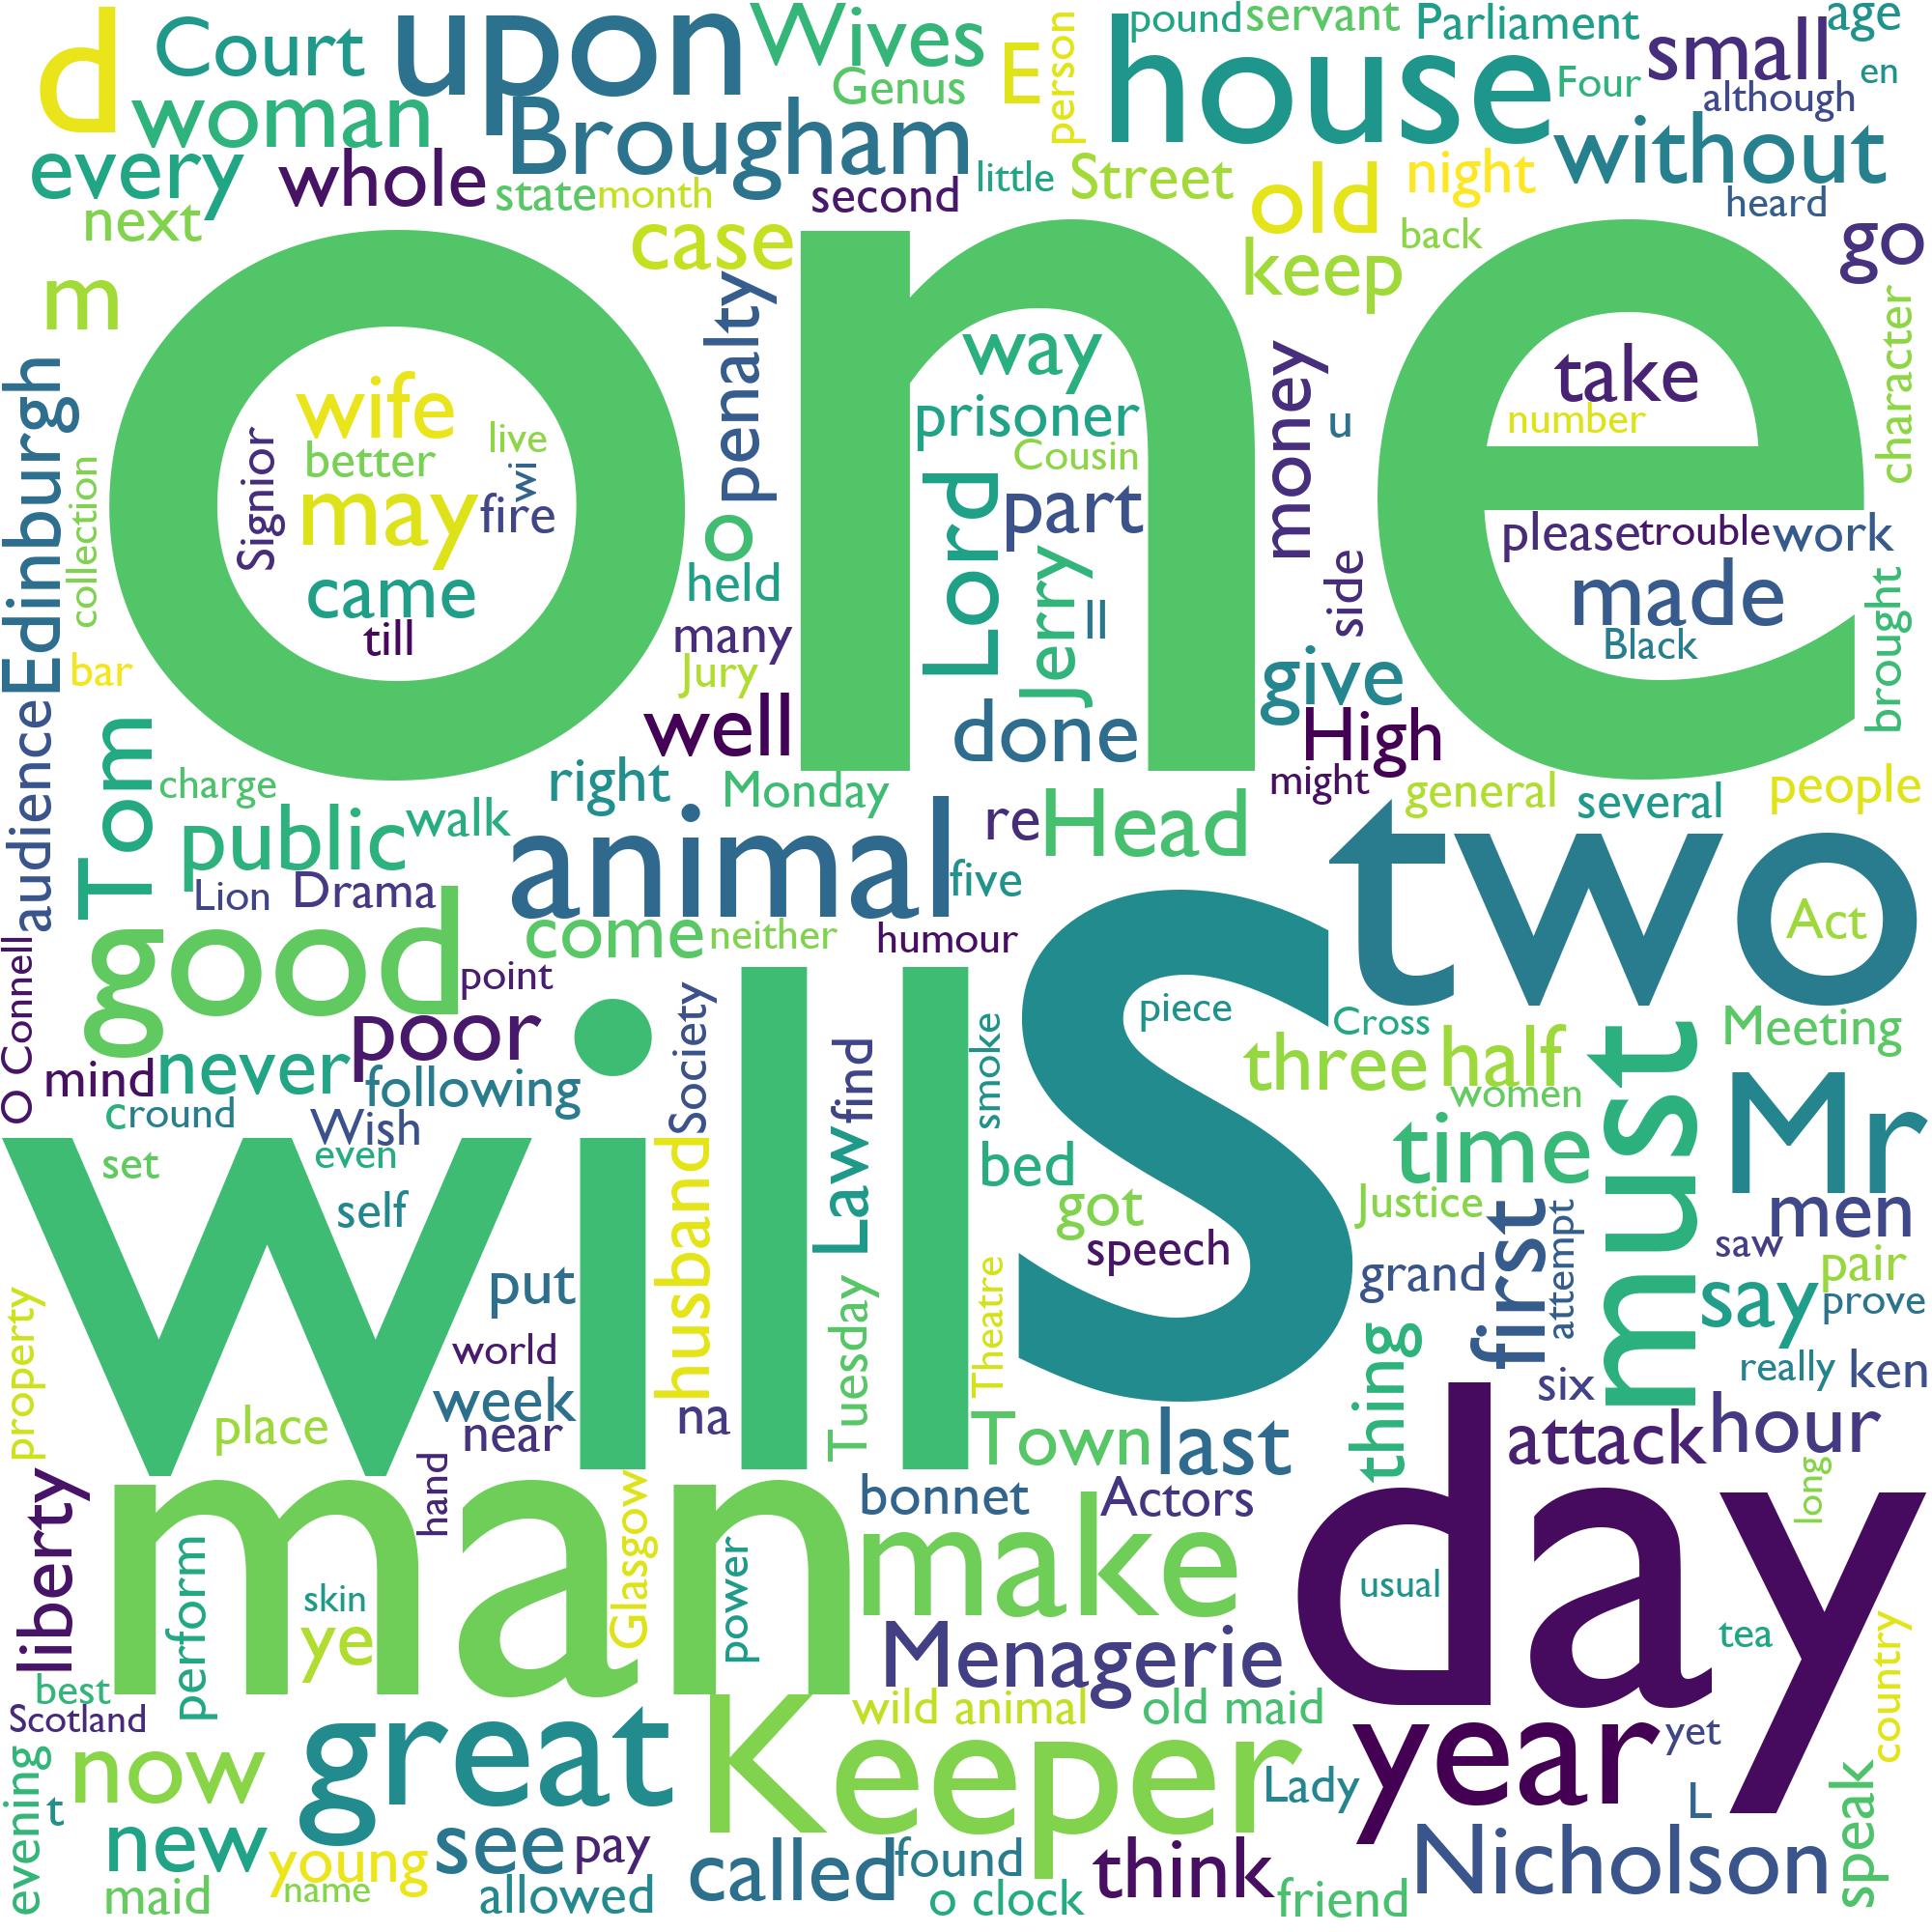 d Court upon Wives E person pound servant Parliament age
woman Genus house Four small en
every Brougham although
whole state month second little Street old night without
next case keep back heard go
m
one
Edinburgh
collection
bar
audience
Signior
wife
better live
may fire wi
came
till
o penalty
held
many
Jury
well
way
prisoner
Cousin
Lord part
Jerry ll
done
money u
side
give
High
might
take
number
please trouble work
made
Black
character
brought
Tom charge right Monday re Head general several people
public walk animal five two Act
Lion Drama
good come neither humour
point
O Connell
mind never poor
following
c round Wish
set even
self
will
Society
husband
Law find
smoke
s
piece
bed
got
speech
Cross Meeting
three half
women
time must Mr
Justice men
first attempt saw pair
grand say prove
thing really ken
six
attack hour
property
put
world
week
place near na
Tuesday Theatre
Town last
liberty
man
hand
Glasgow
power
perform
skin
ye
best
Scotland
bonnet Actors
make
Menagerie
wild animal old maid
day
usual
long
tea
country
evening
t
now great Keeper Lady year yet
L
new young see pay called found think Nicholson speak
maid name allowed o clock friend